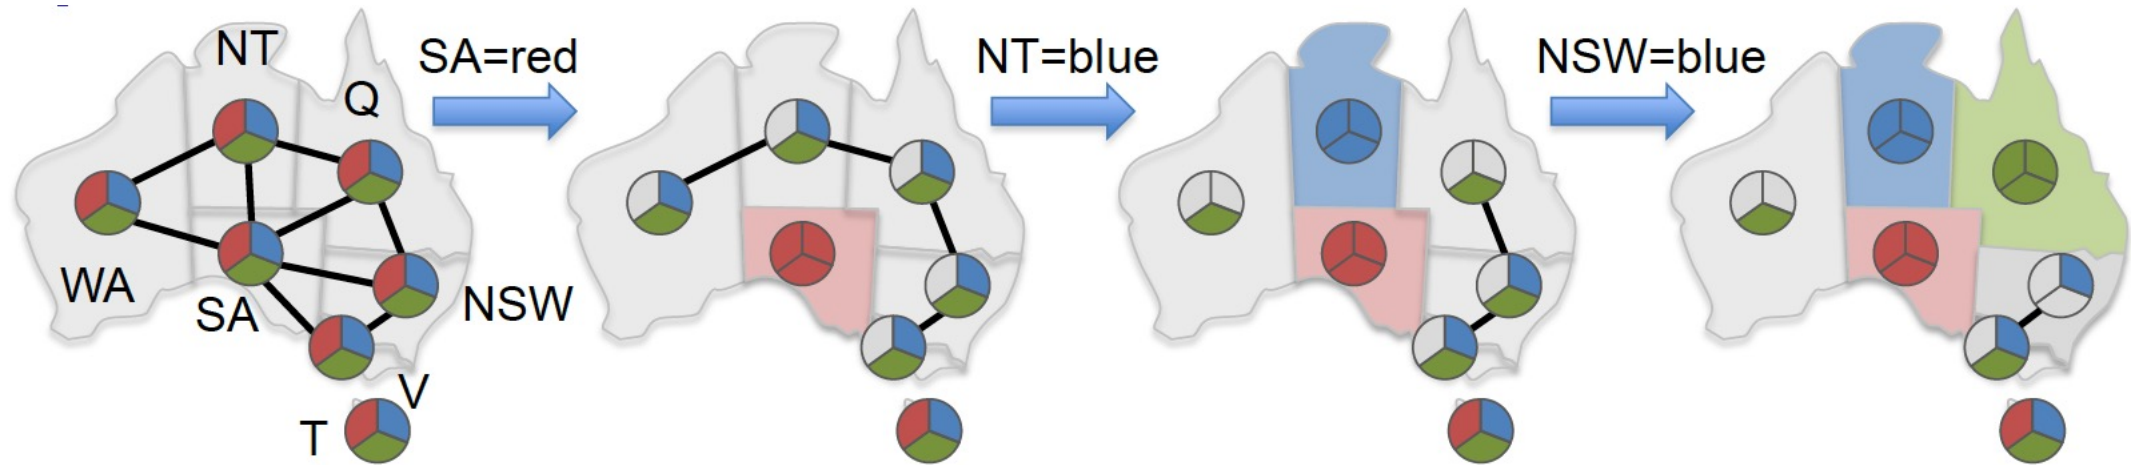 NT
SA=red
NT=blue
NSW=blue
Q
WA
SA
NSW
V
T